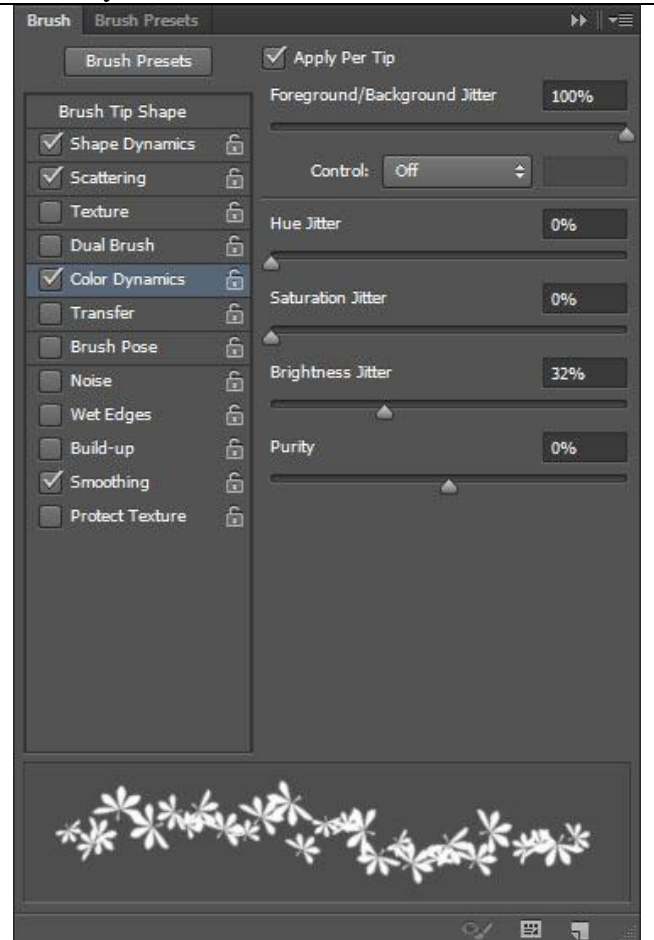 Brush Brush Presets
Brush Presets
Apply Per Tip
Foreground/Background Jitter 100%
Control: Off
Brush Tip Shape
Shape Dynamics
Scattering
Texture
Dual Brush
Color Dynamics
Transfer
Brush Pose
Noise
Wet Edges
Build-up
Smoothing
Protect Texture
Hue Jitter 0%
Saturation Jitter 0%
Brightness Jitter 32%
Purity 0%